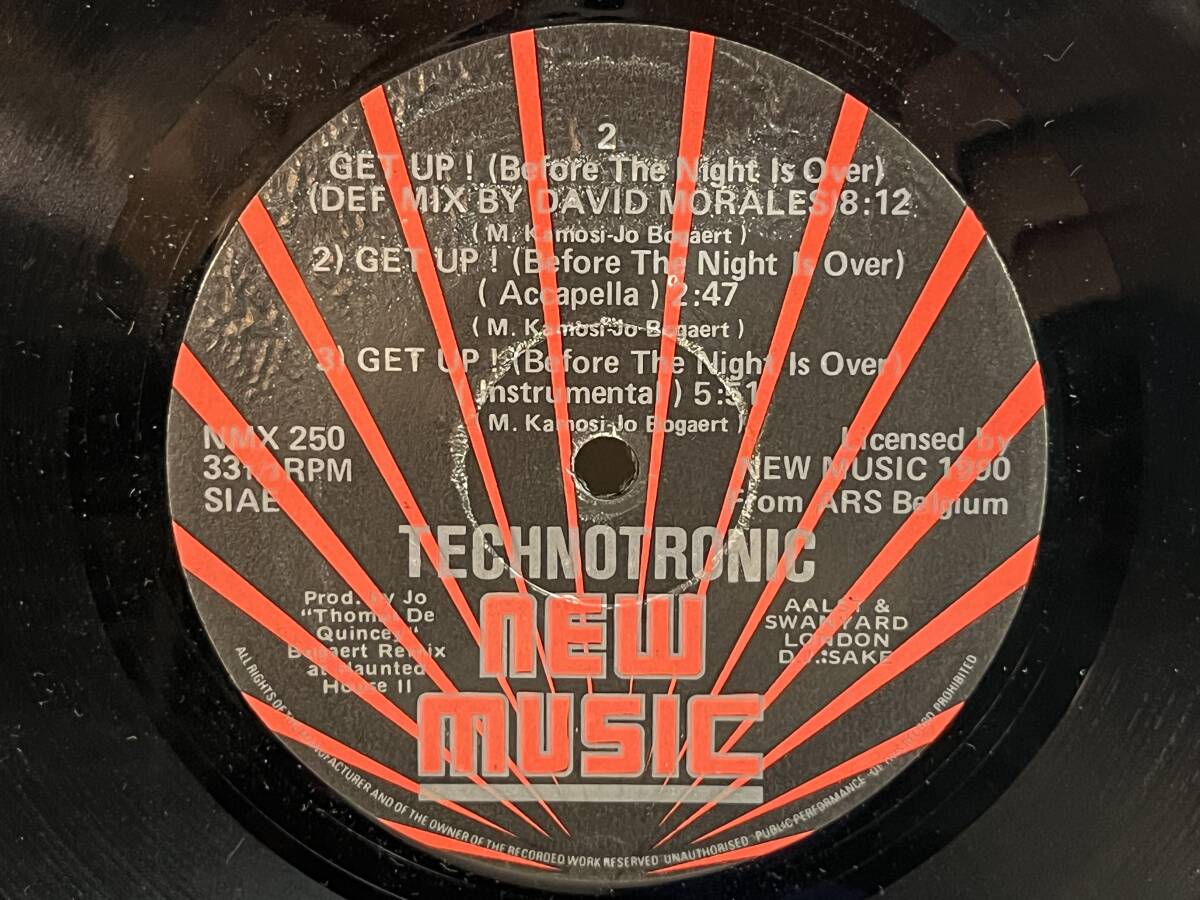 2
GET UP ! (Before The Night Is Over)
(DEF MIX BY DAVID MORALES) 8:12
( M. Kamosi-Jo Bogaert )
2) GET UP ! (Before The Night Is Over)
( Accapella ) 2:47
( M. Kamosi-Jo Bogaert )
3) GET UP ! (Before The Night Is Over)
Instrumental ) 5:51
M. Kamosi-Jo Bogaert )
NMX 250
33 1/3 RPM
SIAE
Licensed by
NEW MUSIC 1990
From ARS Belgium
TECHNOTRONIC
Prod. by Jo
"Thomas De
Quincey"
Bogaert Remix
at Haunted
House II
NEW
MUSIC
AALST &
SWANYARD
LONDON
D.J.:SAKE
ALL RIGHTS OF THE MANUFACTURER AND OF THE OWNER OF THE RECORDED WORK RESERVED UNAUTHORISED PUBLIC PERFORMANCE OF THIS RECORD PROHIBITED